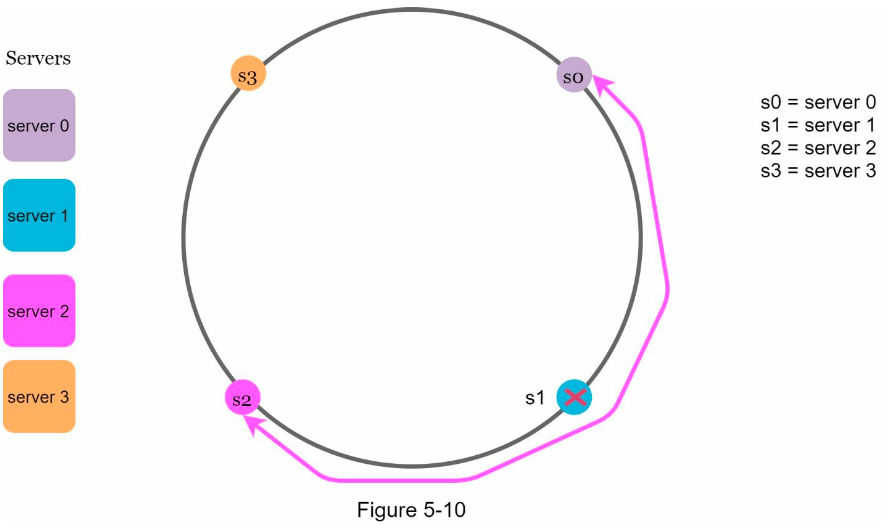 Servers
server 0
server 1
server 2
server 3
s3
s0
s2
s1
s0 = server 0
s1 = server 1
s2 = server 2
s3 = server 3
Figure 5-10